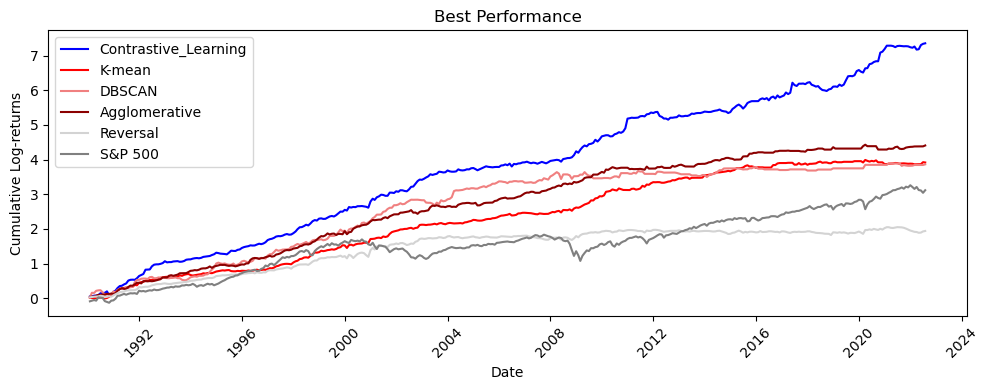 Best Performance
Contrastive_Learning
K-mean
DBSCAN
Agglomerative
Reversal
S&P 500
Cumulative Log-returns
7
6
5
4
3
2
1
0
1992
1996
2000
2004
2008
2012
2016
2020
2024
Date